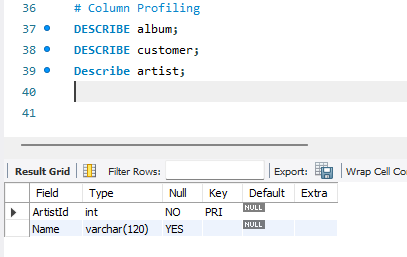 36 # Column Profiling
37 DESCRIBE album;
38 DESCRIBE customer;
39 Describe artist;
40
41
Result Grid Filter Rows: Export: Wrap Cell Co
Field Type Null Key Default Extra
ArtistId int NO PRI NULL
Name varchar(120) YES NULL